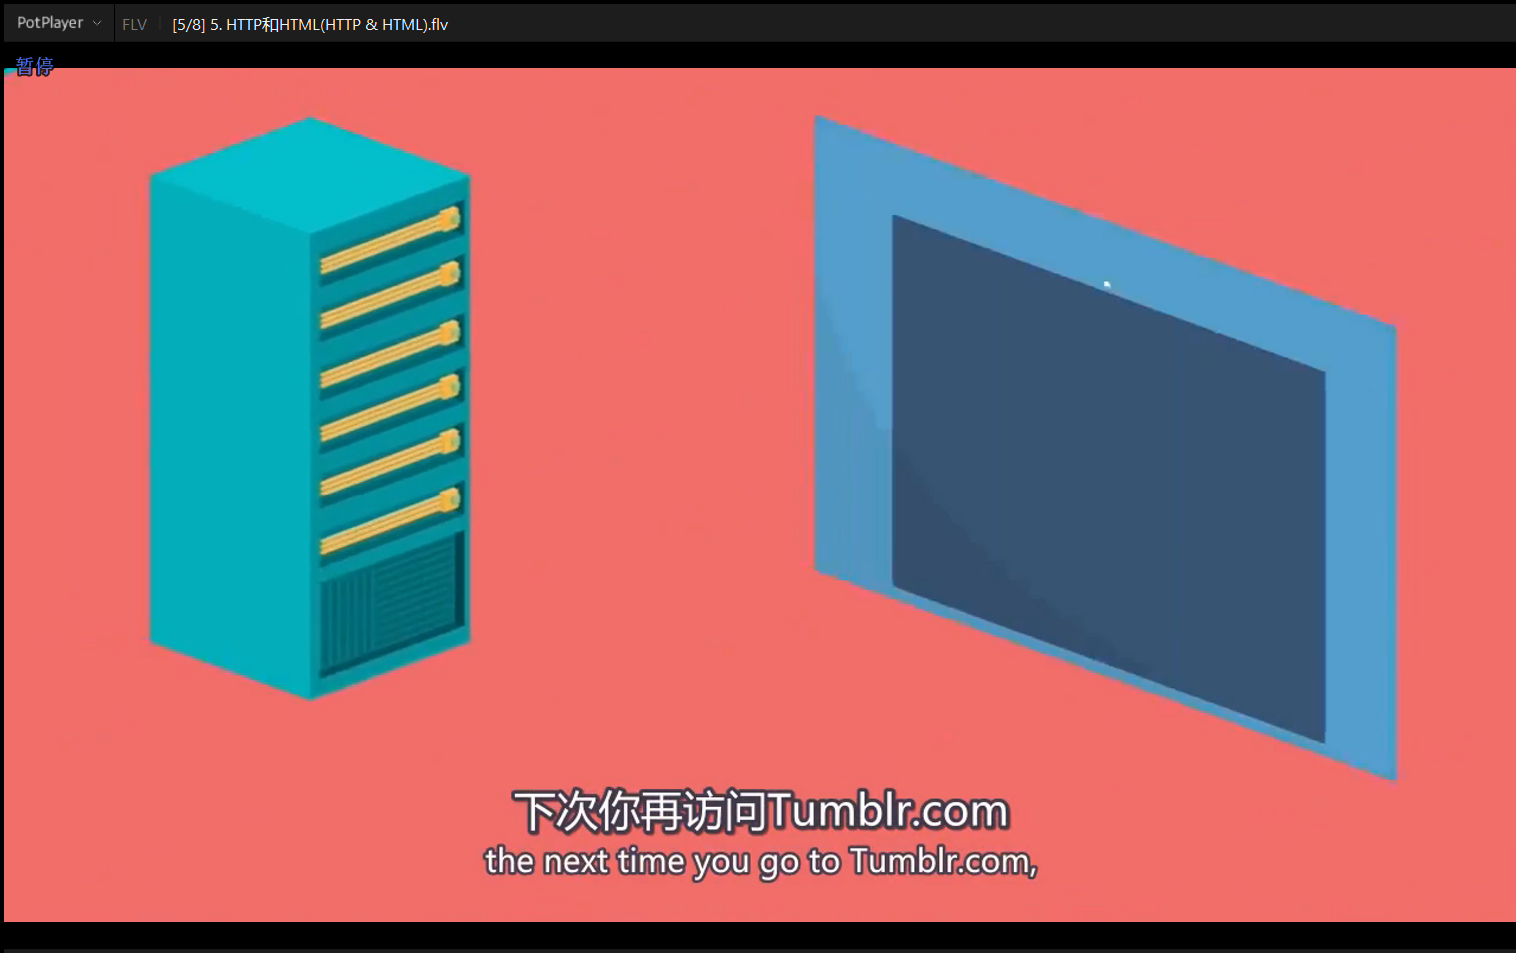 PotPlayer FLV [5/8] 5. HTTP和HTML(HTTP & HTML).flv
暂停
下次你再访问Tumblr.com
the next time you go to Tumblr.com,